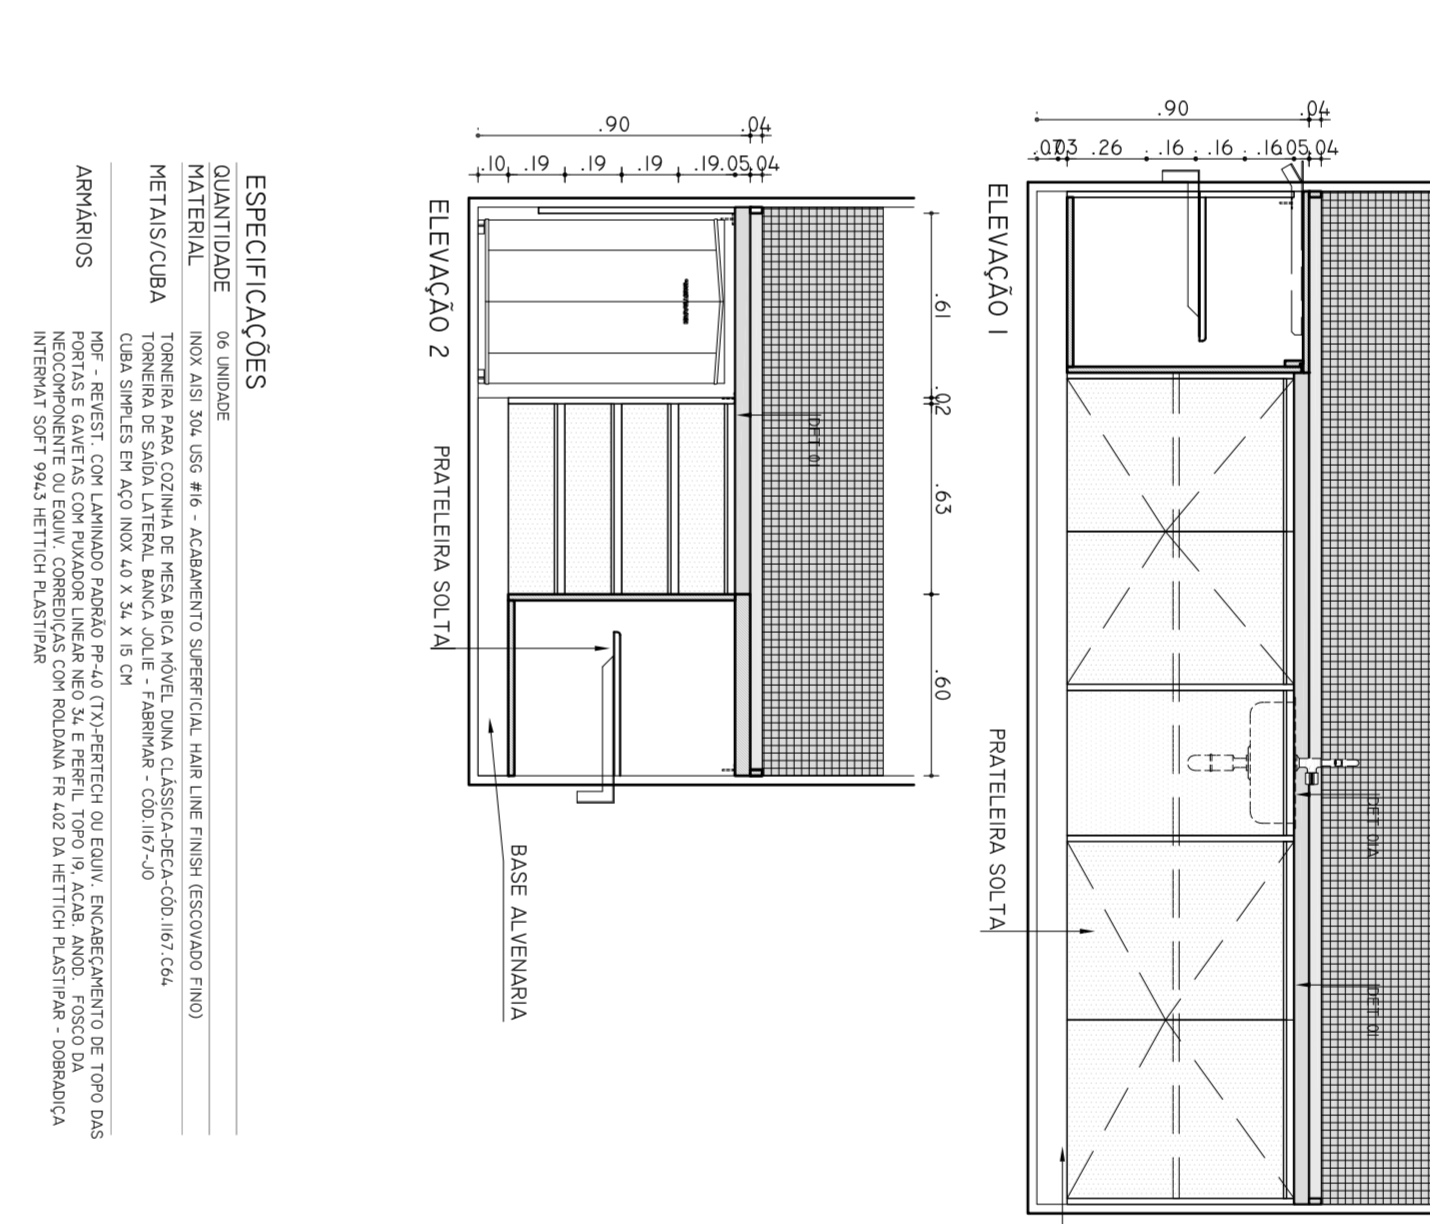 ELEVAÇÃO 1
.90
.04
.07
.03
.26
.16
.16
.16
.05
.04
DET 01A
DET 01
PRATELEIRA SOLTA
ELEVAÇÃO 2
.90
.04
.10
.19
.19
.19
.19
.05
.04
.61
.02
.63
.60
DET 01
PRATELEIRA SOLTA
BASE ALVENARIA
ESPECIFICAÇÕES
QUANTIDADE 06 UNIDADE
MATERIAL INOX AISI 304 USG #16 - ACABAMENTO SUPERFICIAL HAIR LINE FINISH (ESCOVADO FINO)
METAIS/CUBA TORNEIRA PARA COZINHA DE MESA BICA MÓVEL DUNA CLÁSSICA-DECA-CÓD.1167.C64
TORNEIRA DE SAÍDA LATERAL BANCA JOLIE - FABRIMAR - CÓD.1167-JO
CUBA SIMPLES EM AÇO INOX 40 X 34 X 15 CM
ARMÁRIOS MDF - REVEST. COM LAMINADO PADRÃO PP-40 (TX)-PERTECH OU EQUIV. ENCABEÇAMENTO DE TOPO DAS
PORTAS E GAVETAS COM PUXADOR LINEAR NEO 34 E PERFIL TOPO 19, ACAB. ANOD. FOSCO DA
NEOCOMPONENTE OU EQUIV. CORREDIÇAS COM ROLDANA FR 402 DA HETTICH PLASTIPAR - DOBRADIÇA
INTERMAT SOFT 9943 HETTICH PLASTIPAR